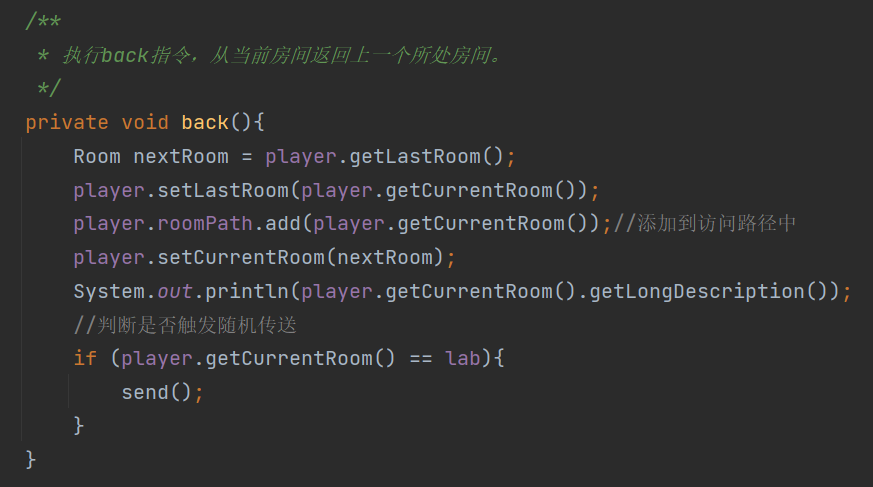 /**
 * 执行back指令，从当前房间返回上一个所处房间。
 */
private void back(){
    Room nextRoom = player.getLastRoom();
    player.setLastRoom(player.getCurrentRoom());
    player.roomPath.add(player.getCurrentRoom());//添加到访问路径中
    player.setCurrentRoom(nextRoom);
    System.out.println(player.getCurrentRoom().getLongDescription());
    //判断是否触发随机传送
    if (player.getCurrentRoom() == lab){
        send();
    }
}